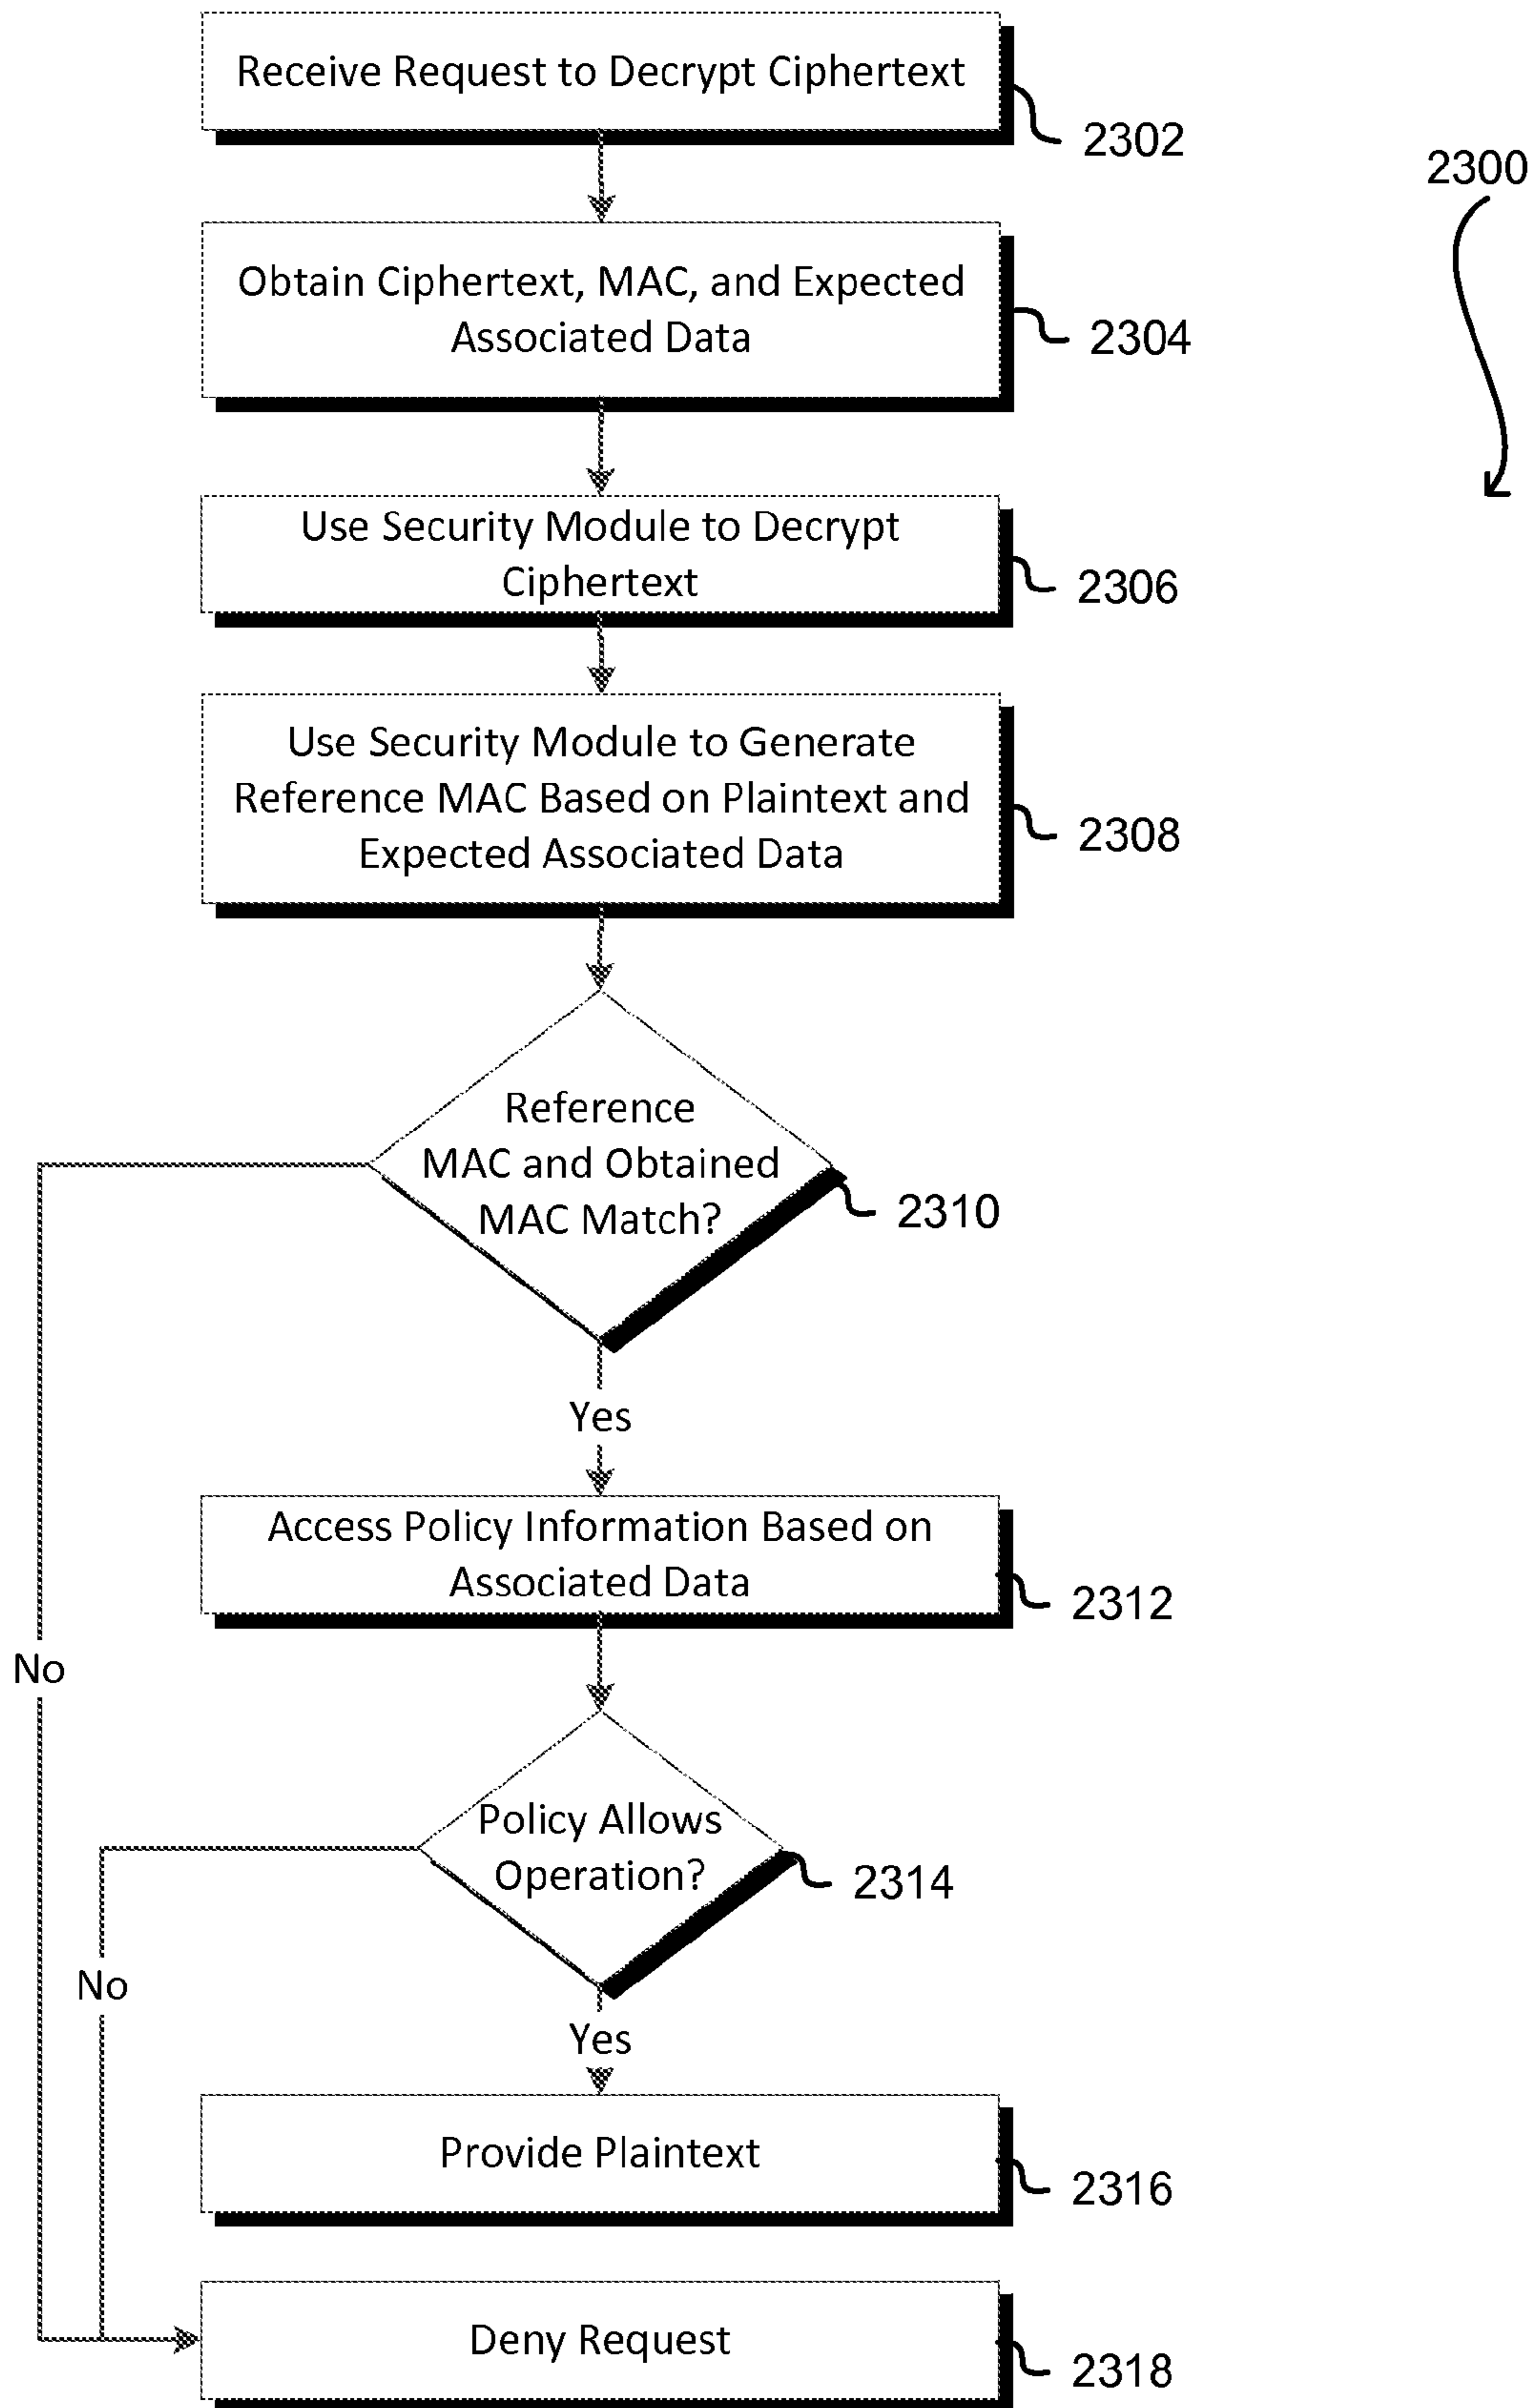 Receive Request to Decrypt Ciphertext
2302
2300
Obtain Ciphertext, MAC, and Expected
Associated Data
2304
Use Security Module to Decrypt
Ciphertext
2306
Use Security Module to Generate
Reference MAC Based on Plaintext and
Expected Associated Data
2308
Reference
MAC and Obtained
MAC Match?
2310
Yes
Access Policy Information Based on
Associated Data
2312
No
Policy Allows
Operation?
2314
No
Yes
Provide Plaintext
2316
Deny Request
2318